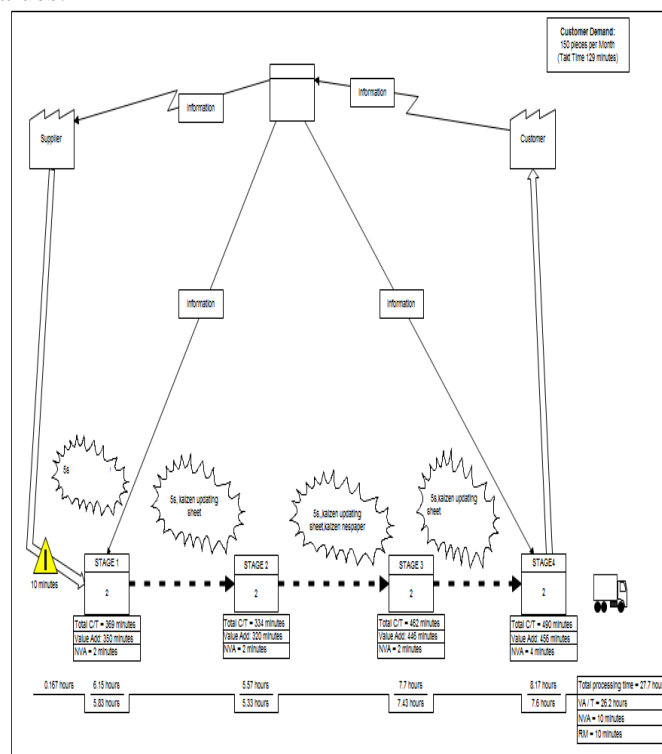 Customer Demand:
150 pieces per Month
(Takt Time 129 minutes)
Information
Information
Supplier
Customer
Information
Information
5s,
5s, kaizen updating
sheet
5s,kaizen updating
sheet,kaizen nespaper
5s,kaizen updating
sheet
10 minutes
STAGE 1
2
Total C/T = 369 minutes
Value Add: 350 minutes
NVA = 2 minutes
STAGE 2
2
Total C/T = 334 minutes
Value Add: 320 minutes
NVA = 2 minutes
STAGE 3
2
Total C/T = 462 minutes
Value Add: 446 minutes
NVA = 2 minutes
STAGE4
2
Total C/T = 490 minutes
Value Add: 456 minutes
NVA = 4 minutes
0.167 hours
6.15 hours
5.83 hours
5.57 hours
5.33 hours
7.7 hours
7.43 hours
8.17 hours
7.6 hours
Total processing time = 27.7 hou
VA / T = 26.2 hours
NVA = 10 minutes
RM = 10 minutes